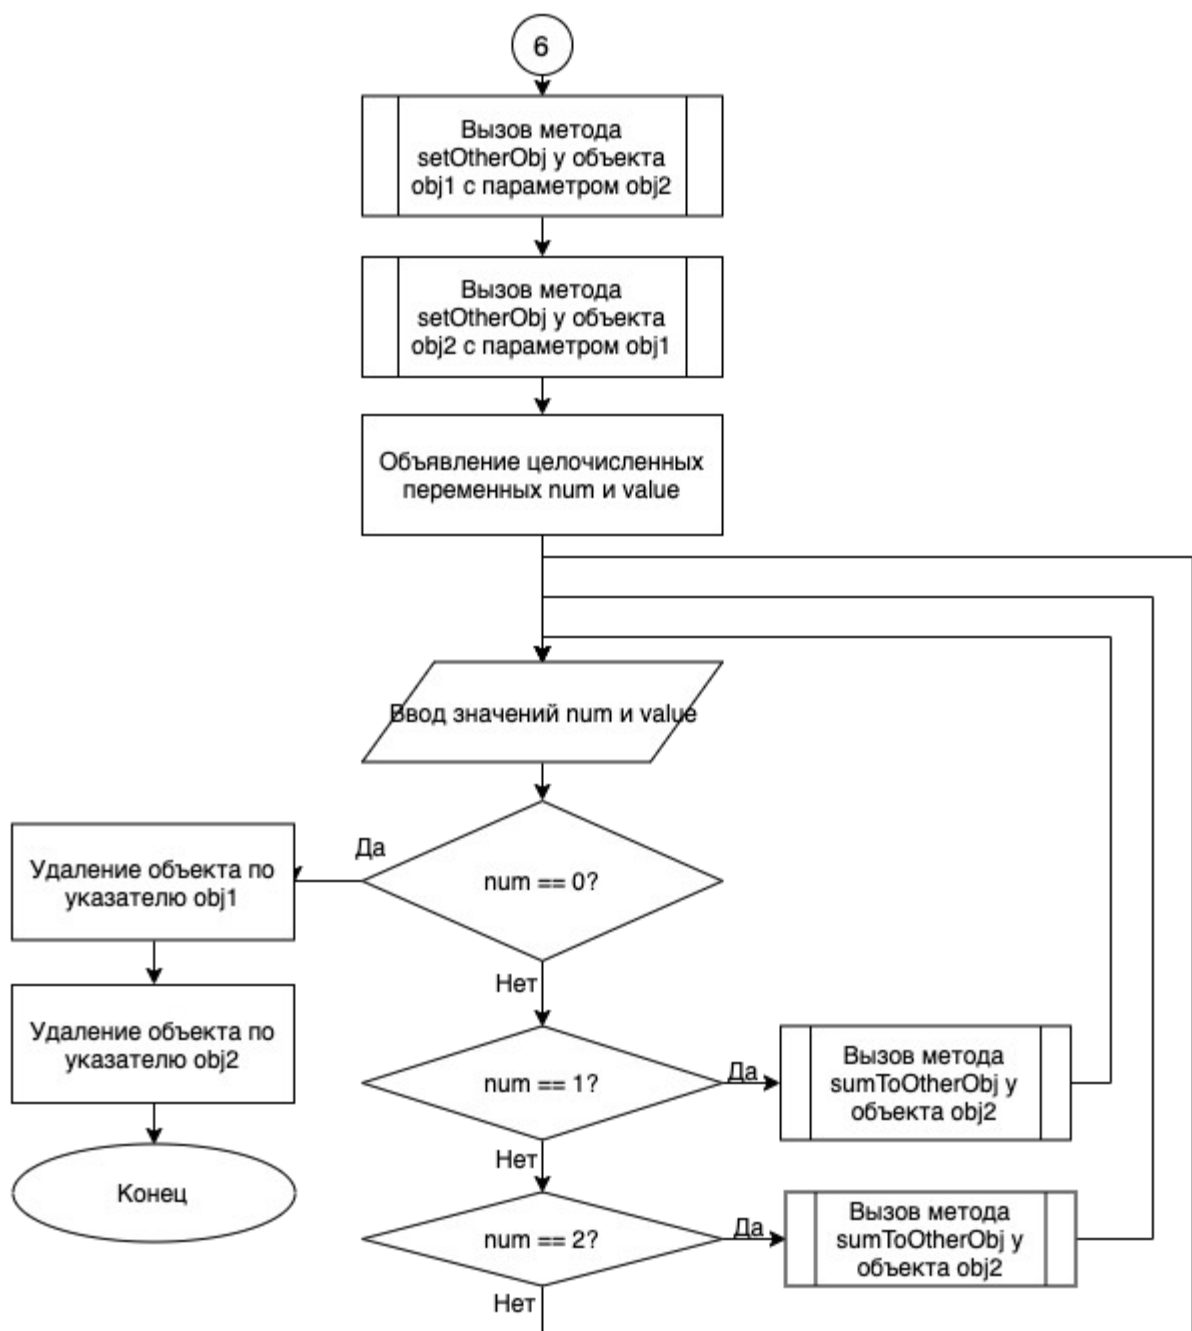 6
Вызов метода
setOtherObj у объекта
obj1 с параметром obj2
Вызов метода
setOtherObj у объекта
obj2 с параметром obj1
Объявление целочисленных
переменных num и value
Ввод значений num и value
num == 0?
Да
Удаление объекта по
указателю obj1
Удаление объекта по
указателю obj2
Конец
Нет
num == 1?
Да
Вызов метода
sumToOtherObj у
объекта obj2
Нет
num == 2?
Да
Вызов метода
sumToOtherObj у
объекта obj2
Нет